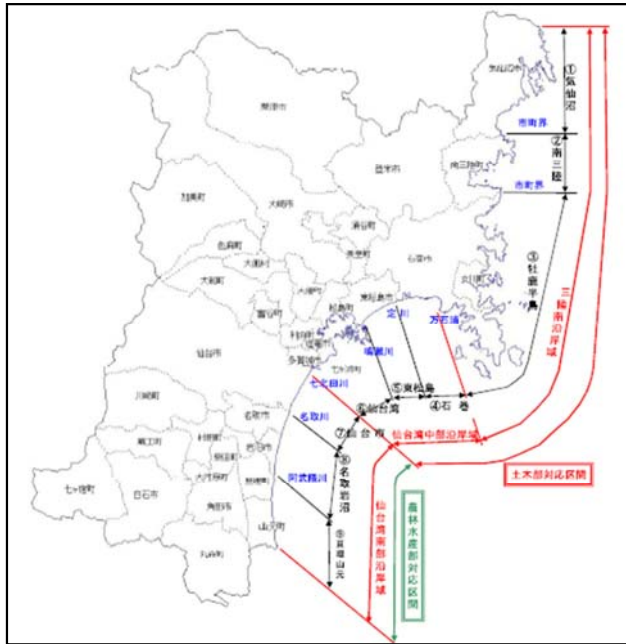 気仙沼市
①気仙沼
栗原市
市町界
登米市
南三陸町
②南三陸
市町界
加美町
大崎市
涌谷町
色麻町
美里町
石巻市
③牡鹿半島
女川町
大衡村
大和町
大郷町
松島町
東松島市
定川
万石浦
三陸南沿岸域
富谷町
利府町
塩竈市
鳴瀬川
仙台市
多賀城市
七ヶ浜町
⑤東松島
④石巻
七北田川
⑥仙台湾
川崎町
名取市
名取川
⑦仙台市
仙台湾中部沿岸域
土木部対応区間
蔵王町
村田町
岩沼市
柴田町
⑧名取岩沼
七ヶ宿町
白石市
大河原町
阿武隈川
角田市
亘理町
山元町
⑨亘理山元
仙台湾南部沿岸域
農林水産部対応区間
丸森町